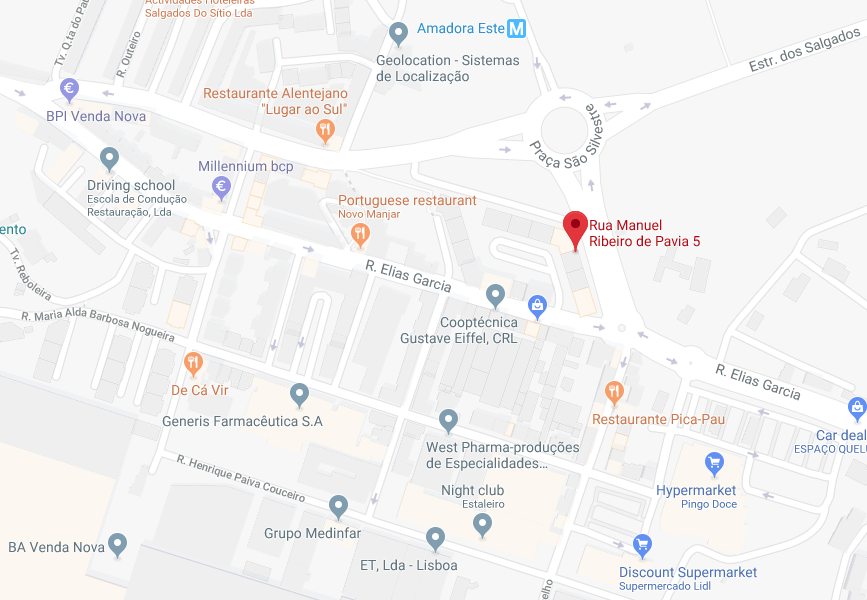 Actividades Hoteleiras
Salgados Do Sítio Lda
Tv. Q.ta do Pa
R. Outeiro
Amadora Este M
Geolocation - Sistemas
de Localização
Estr. dos Salgados
€
BPI Venda Nova
Restaurante Alentejano
"Lugar ao Sul"
Praça São Silvestre
Driving school
Escola de Condução
Restauração, Lda
Millennium bcp
€
Portuguese restaurant
Novo Manjar
Rua Manuel
Ribeiro de Pavia 5
ento
Tv. Reboleira
R. Elias Garcia
R. Maria Alda Barbosa Nogueira
Cooptécnica
Gustave Eiffel, CRL
R. Elias Garcia
De Cá Vir
Generis Farmacêutica S.A
Restaurante Pica-Pau
Car deal
ESPAÇO QUELU
West Pharma-produções
de Especialidades...
R. Henrique Paiva Couceiro
Night club
Estaleiro
Hypermarket
Pingo Doce
Grupo Medinfar
BA Venda Nova
ET, Lda - Lisboa
Discount Supermarket
Supermercado Lidl
elho